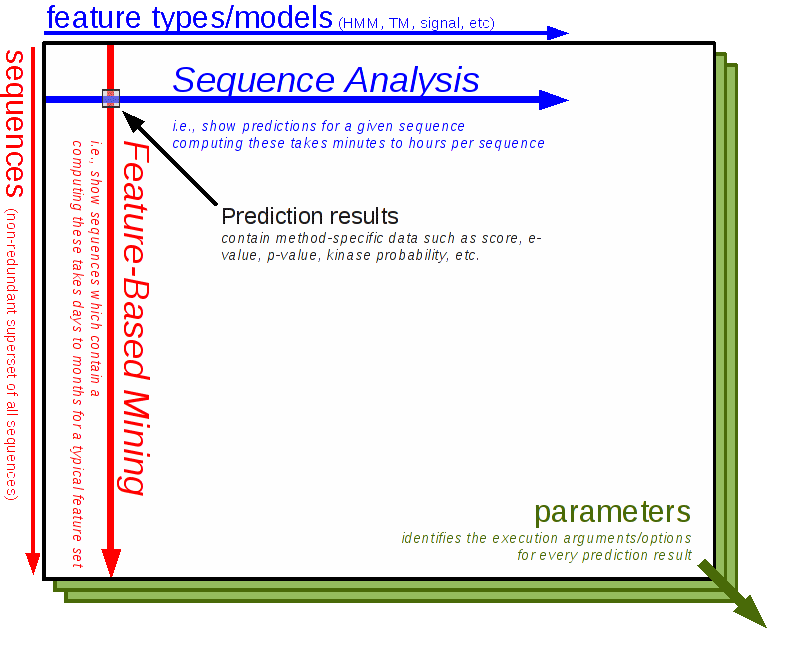 feature types/models (HMM, TM, signal, etc)
sequences (non-redundant superset of all sequences)
Sequence Analysis
i.e., show predictions for a given sequence
computing these takes minutes to hours per sequence
Feature-Based Mining
i.e., show sequences which contain a
computing these takes days to months for a typical feature set
Prediction results
contain method-specific data such as score, e-
value, p-value, kinase probability, etc.
parameters
identifies the execution arguments/options
for every prediction result